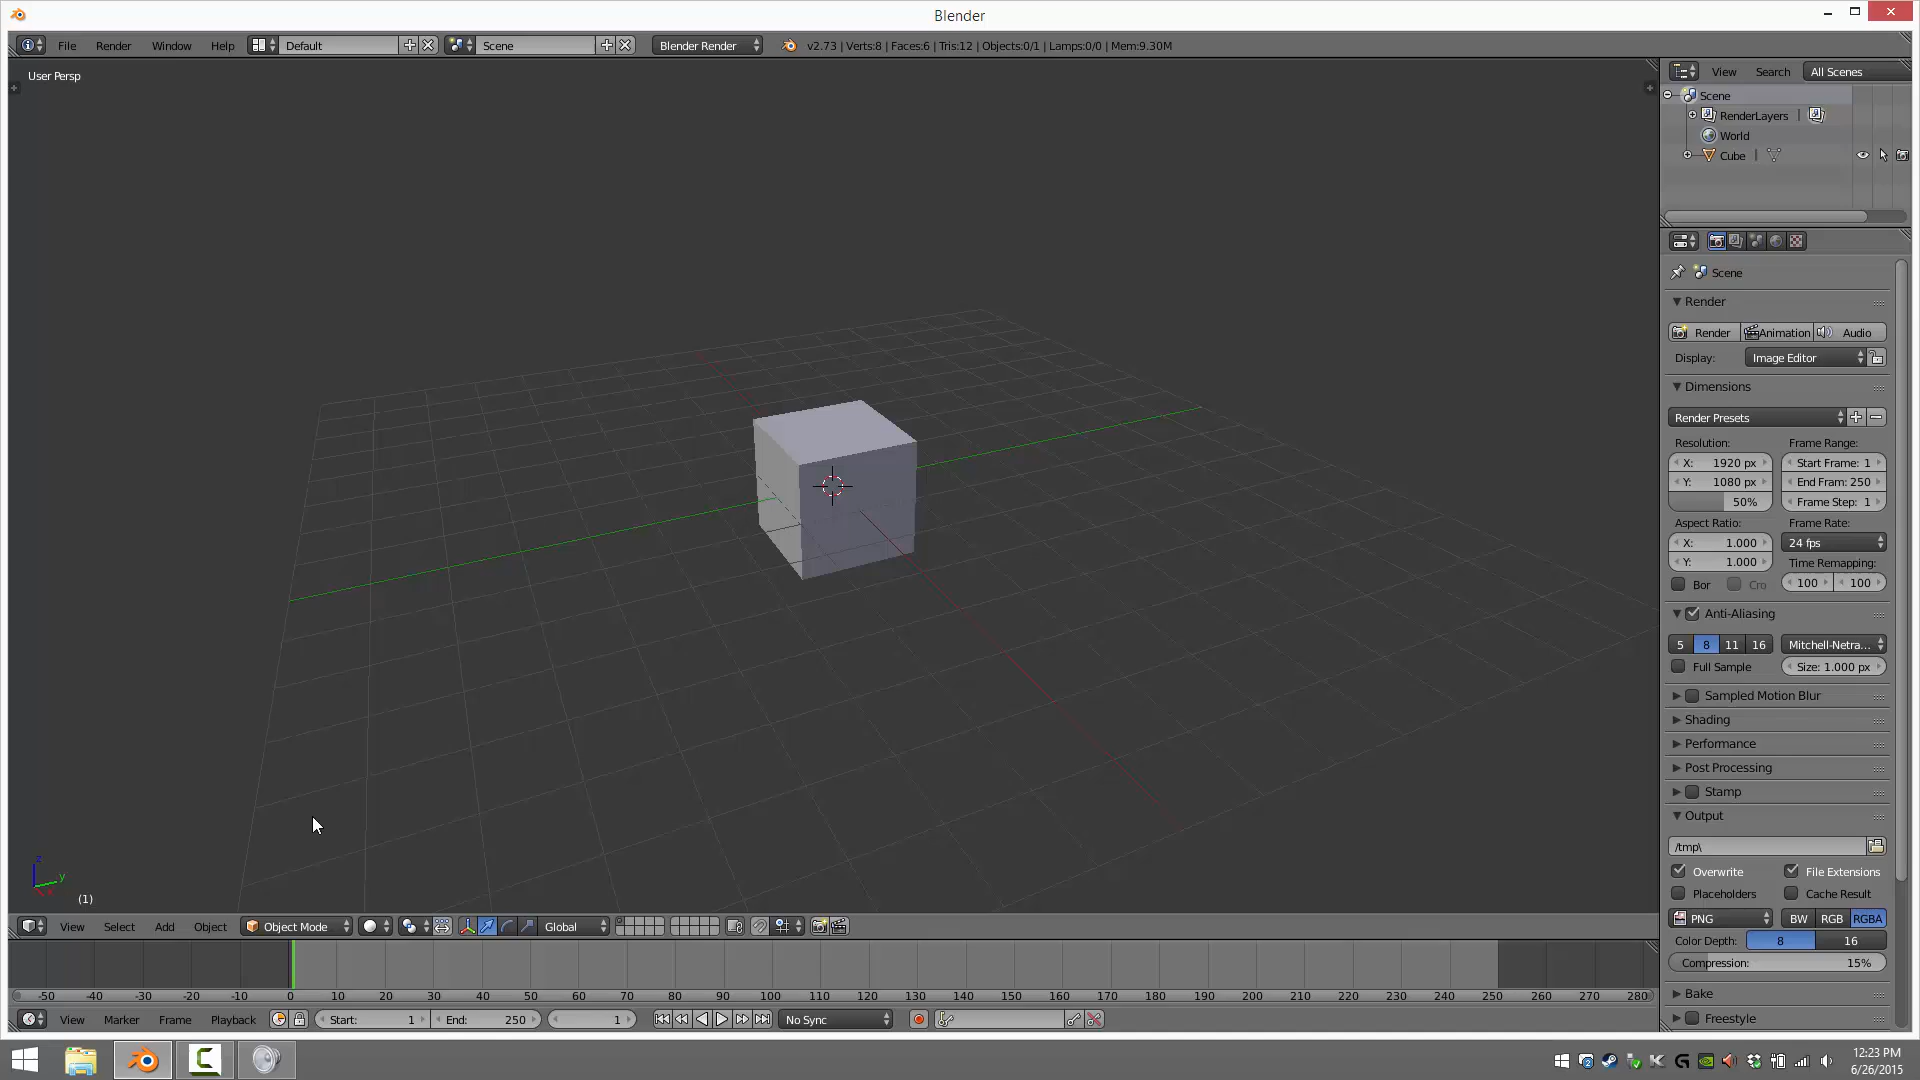 Blender
File Render Window Help Default Scene Blender Render v2.73 | Verts:8 | Faces:6 | Tris:12 | Objects:0/1 | Lamps:0/0 | Mem:9.30M
User Persp
View Search All Scenes
Scene
RenderLayers |
World
Cube |
Scene
Render
Render Animation Audio
Display: Image Editor
Dimensions
Render Presets
Resolution: Frame Range:
X: 1920 px Start Frame: 1
Y: 1080 px End Fram: 250
50% Frame Step: 1
Aspect Ratio: Frame Rate:
X: 1.000 24 fps
Y: 1.000 Time Remapping:
Bor Cro 100 100
Anti-Aliasing
5 8 11 16 Mitchell-Netra...
Full Sample Size: 1.000 px
Sampled Motion Blur
Shading
Performance
Post Processing
Stamp
Output
/tmp\
Overwrite File Extensions
Placeholders Cache Result
PNG BW RGB RGBA
Color Depth: 8 16
Compression: 15%
Bake
Freestyle
z
y
(1)
View Select Add Object Object Mode Global
-50 -40 -30 -20 -10 0 10 20 30 40 50 60 70 80 90 100 110 120 130 140 150 160 170 180 190 200 210 220 230 240 250 260 270 280
View Marker Frame Playback Start: 1 End: 250 1 No Sync
12:23 PM
6/26/2015